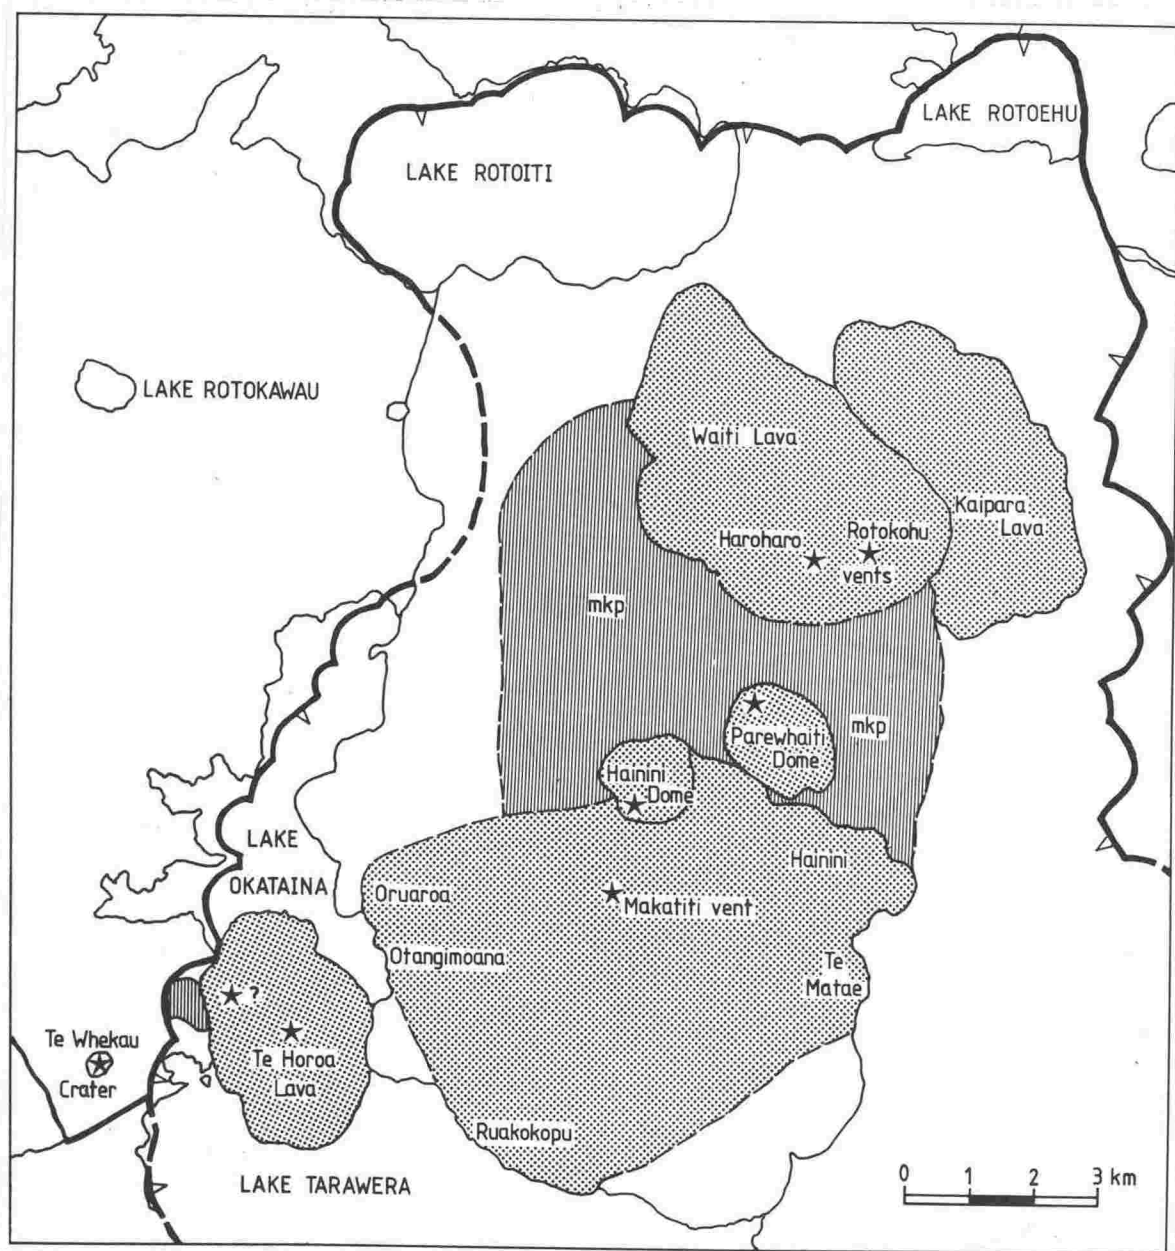 LAKE ROTOEHU
LAKE ROTOITI
LAKE ROTOKAWAU
Waiti Lava
Kaipara
Lava
Haroharo
Rotokohu
vents
mkp
mkp
Parewhaiti
Dome
Hainini
Dome
LAKE
OKATAINA
Hainini
Oruaroa
Makatiti vent
Otangimoana
Te
Matae
?
Te Whekau
Crater
Te Horoa
Lava
Ruakokopu
LAKE TARAWERA
0 1 2 3 km